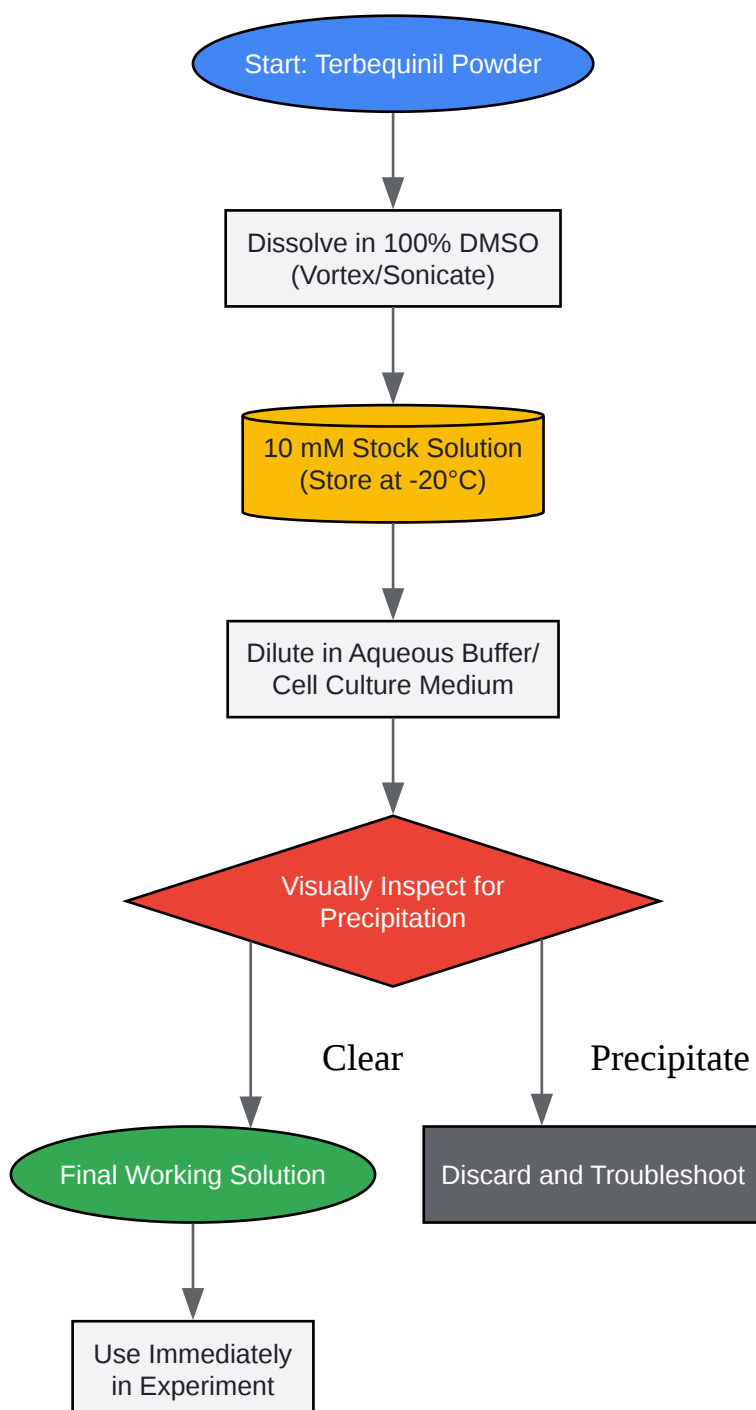 Start: Terbequinil Powder
Dissolve in 100% DMSO
(Vortex/Sonicate)
10 mM Stock Solution
(Store at -20°C)
Dilute in Aqueous Buffer/
Cell Culture Medium
Visually Inspect for
Precipitation
Clear
Precipitate
Final Working Solution
Discard and Troubleshoot
Use Immediately
in Experiment